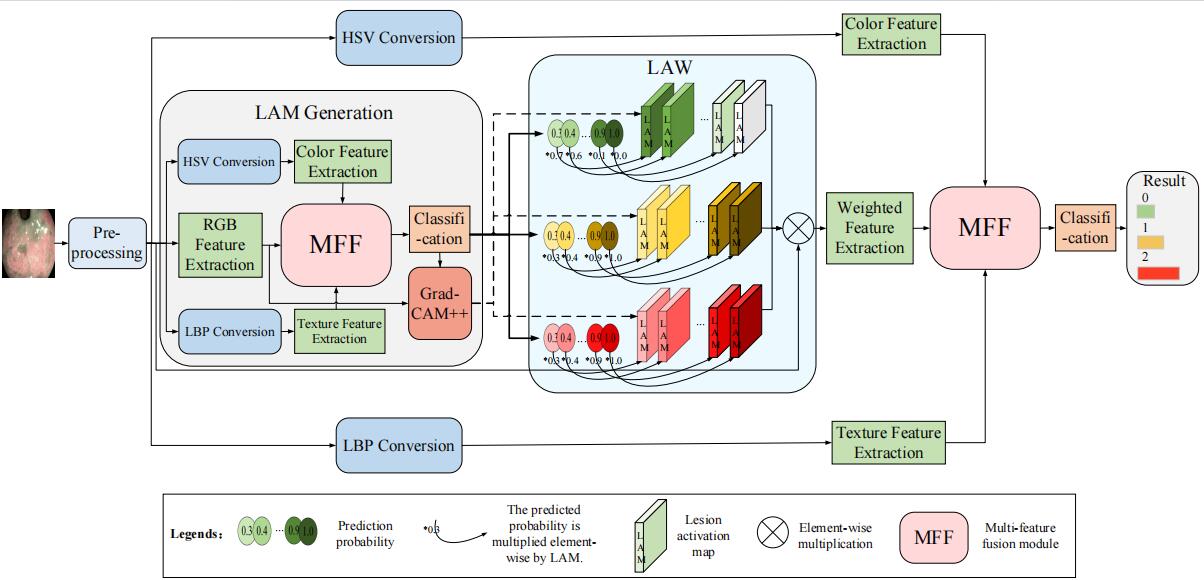 HSV Conversion
Color Feature
Extraction
LAM Generation
HSV Conversion
Color Feature
Extraction
Pre-
processing
RGB
Feature
Extraction
MFF
Classifi
-cation
Grad-
CAM++
LBP Conversion
Texture Feature
Extraction
LAW
0.3 0.4 ... 0.9 1.0
*0.7 *0.6 *0.1 *0.0
LAM LAM ... LAM LAM
0.3 0.4 ... 0.9 1.0
*0.3 *0.4 *0.9 *1.0
LAM LAM ... LAM LAM
0.3 0.4 ... 0.9 1.0
*0.3 *0.4 *0.9 *1.0
LAM LAM ... LAM LAM
Weighted
Feature
Extraction
MFF
Classifi
-cation
Result
0
1
2
LBP Conversion
Texture Feature
Extraction
Legends:
0.3 0.4 ... 0.9 1.0
Prediction
probability
*0.3
The predicted
probability is
multiplied element-
wise by LAM.
LAM
Lesion
activation
map
Element-wise
multiplication
MFF
Multi-feature
fusion module